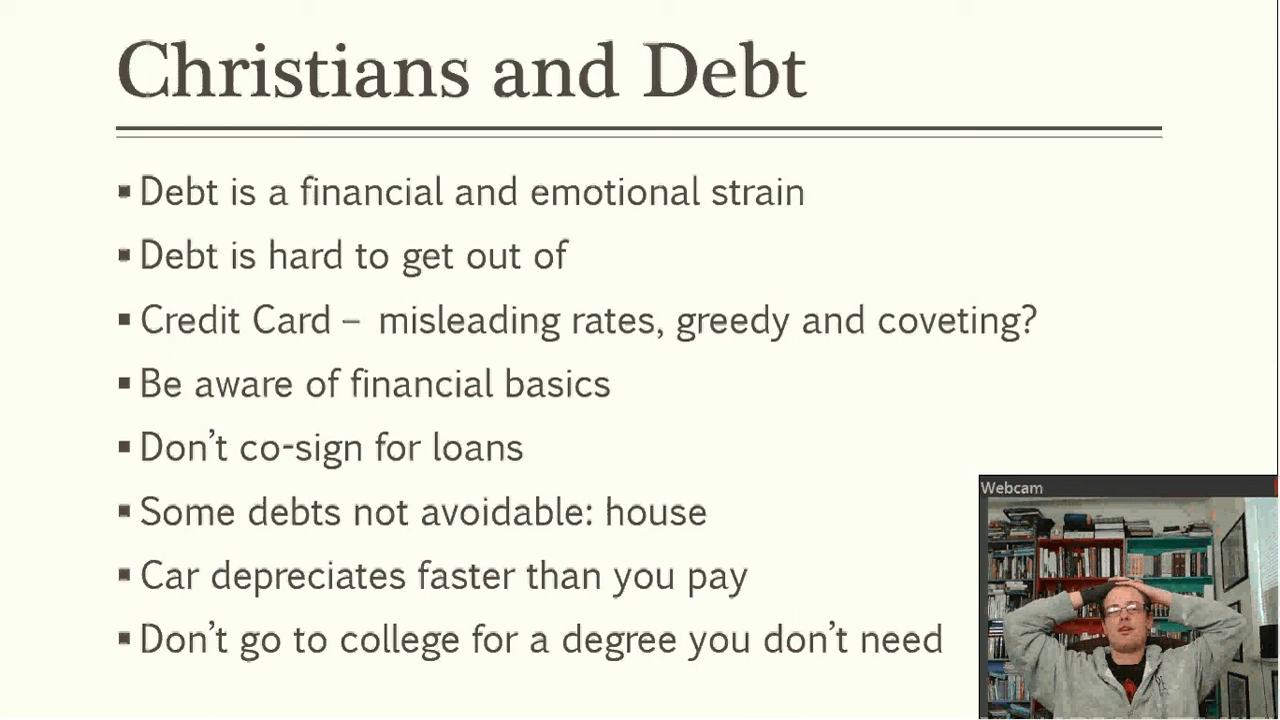 Christians and Debt
▪ Debt is a financial and emotional strain
▪ Debt is hard to get out of
▪ Credit Card – misleading rates, greedy and coveting?
▪ Be aware of financial basics
▪ Don’t co-sign for loans
▪ Some debts not avoidable: house
▪ Car depreciates faster than you pay
▪ Don’t go to college for a degree you don’t need
Webcam